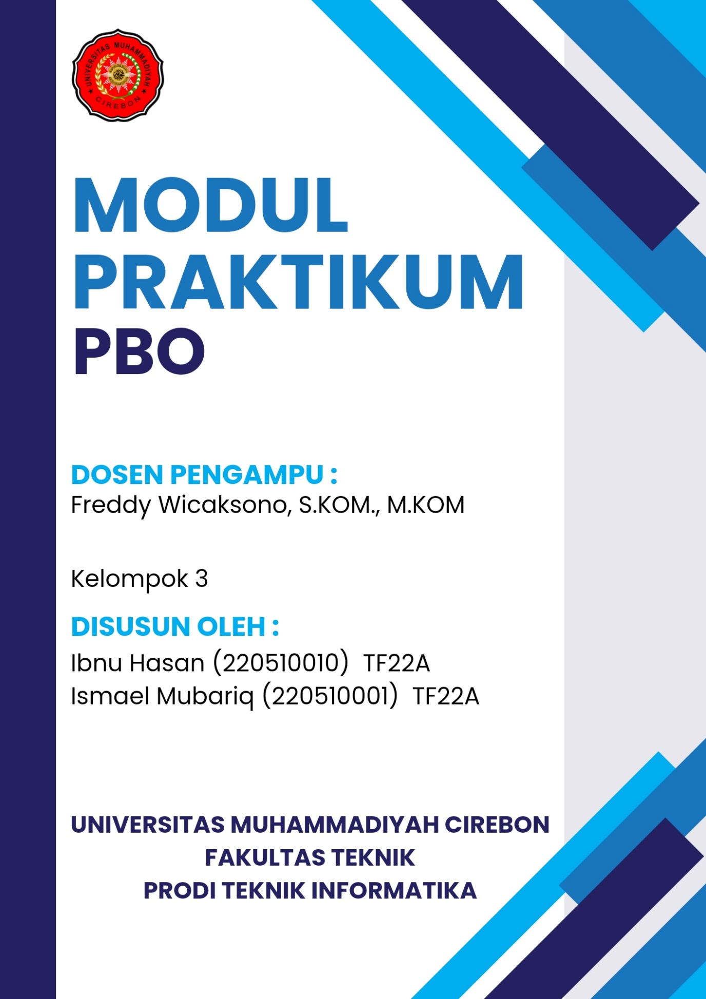 UNIVERSITAS MUHAMMADIYAH
CIREBON
MODUL
PRAKTIKUM
PBO
DOSEN PENGAMPU :
Freddy Wicaksono, S.KOM., M.KOM
Kelompok 3
DISUSUN OLEH :
Ibnu Hasan (220510010)  TF22A
Ismael Mubariq (220510001)  TF22A
UNIVERSITAS MUHAMMADIYAH CIREBON
FAKULTAS TEKNIK
PRODI TEKNIK INFORMATIKA